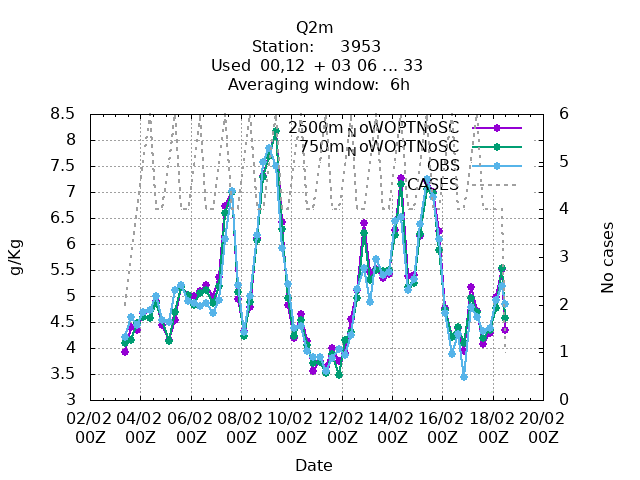 Q2m
Station: 3953
Used 00,12 + 03 06 ... 33
Averaging window: 6h
8.5
8
7.5
7
6.5
6
5.5
5
4.5
4
3.5
3
6
5
4
3
2
1
0
2500m_NoWOPTNoSC
750m_NoWOPTNoSC
OBS
CASES
g/Kg
No cases
02/02 04/02 06/02 08/02 10/02 12/02 14/02 16/02 18/02 20/02
00Z 00Z 00Z 00Z 00Z 00Z 00Z 00Z 00Z 00Z
Date